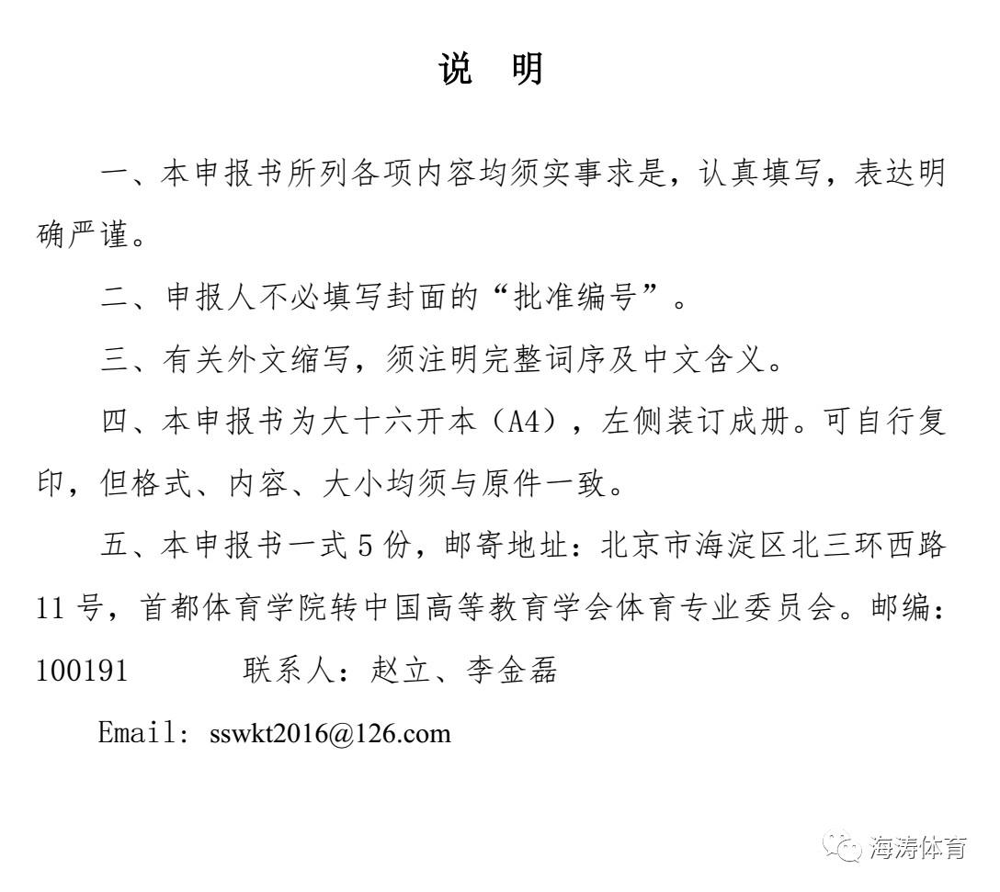 说 明
一、本申报书所列各项内容均须实事求是，认真填写，表达明
确严谨。
二、申报人不必填写封面的“批准编号”。
三、有关外文缩写，须注明完整词序及中文含义。
四、本申报书为大十六开本（A4），左侧装订成册。可自行复
印，但格式、内容、大小均须与原件一致。
五、本申报书一式 5 份，邮寄地址：北京市海淀区北三环西路
11 号，首都体育学院转中国高等教育学会体育专业委员会。邮编：
100191 联系人：赵立、李金磊
Email: sswkt2016@126.com
海涛体育